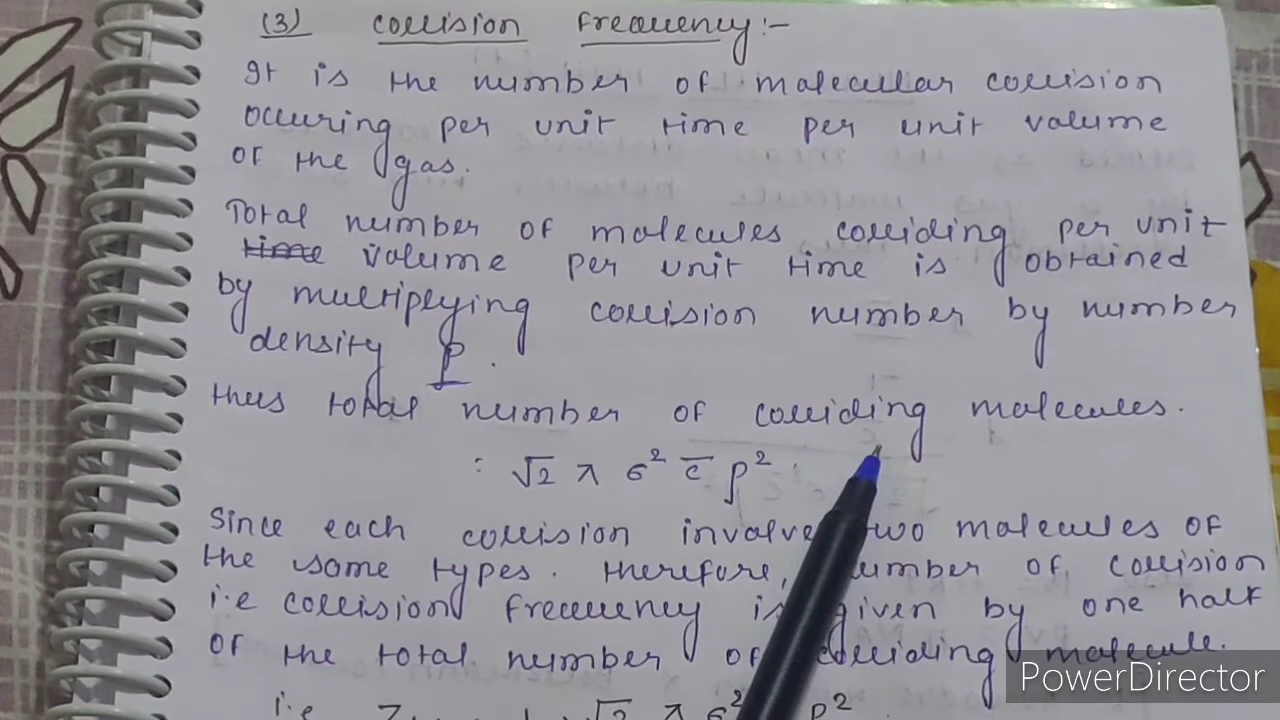 (3) Collision Frequency:-
It is the number of molecular collision
occuring per unit time per unit volume
of the gas.
Total number of molecules colliding per unit
time volume per unit time is obtained
by multiplying collision number by number
density ρ.
thus total number of colliding molecules.
: √2 π σ² c̅ ρ²
Since each collision involve two molecules of
the same types. therefore, number of collision
i.e collision frequency is given by one half
of the total number of colliding molecule.
i.e √2 π σ² ρ²
PowerDirector